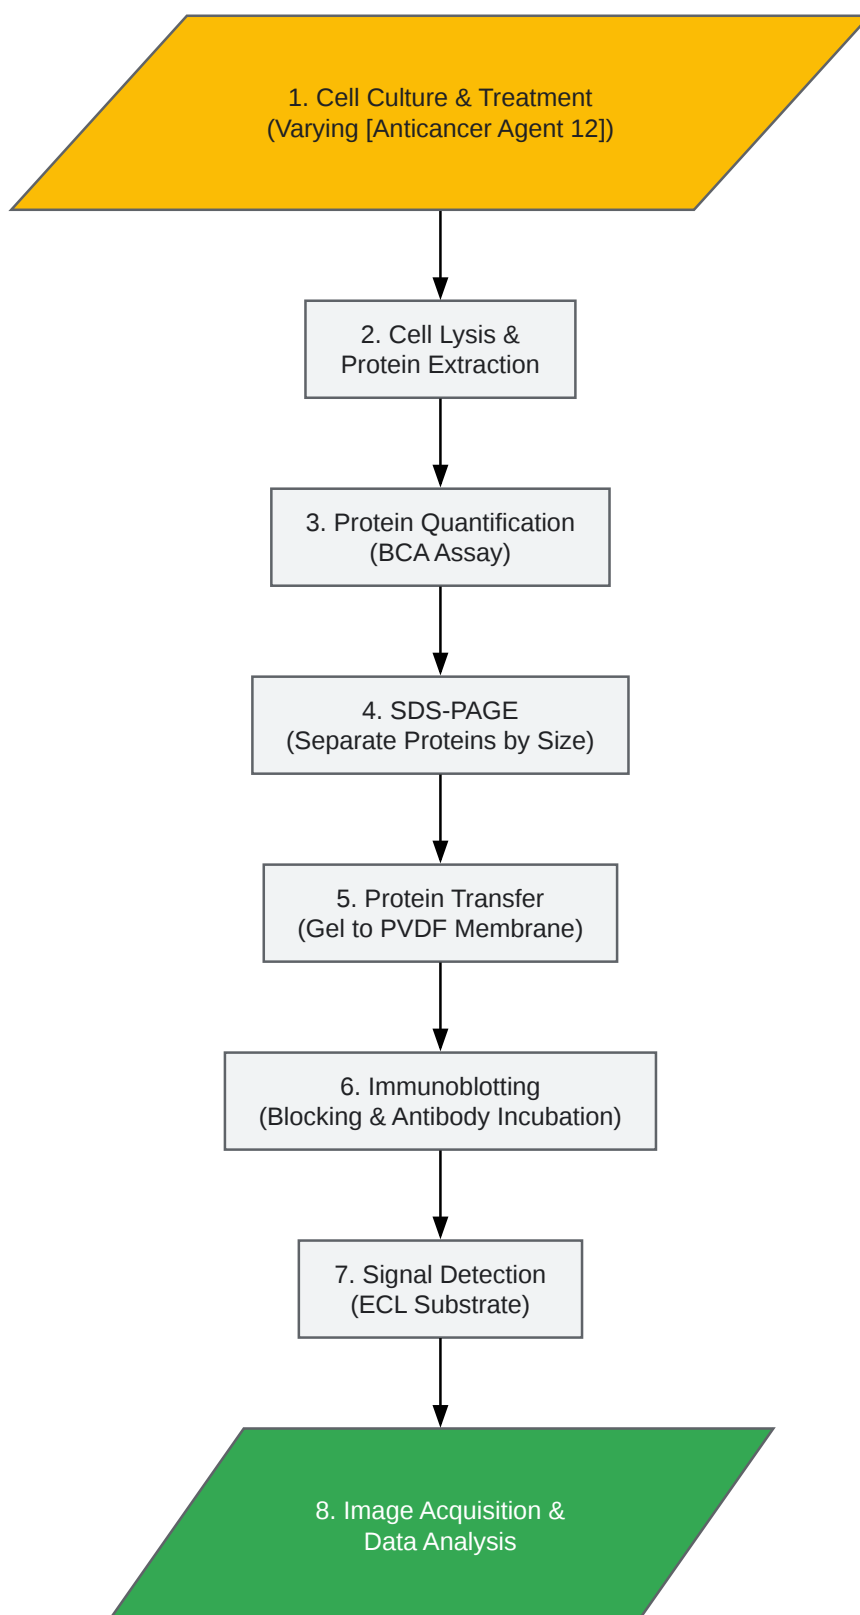 1. Cell Culture & Treatment
(Varying [Anticancer Agent 12])
2. Cell Lysis &
Protein Extraction
3. Protein Quantification
(BCA Assay)
4. SDS-PAGE
(Separate Proteins by Size)
5. Protein Transfer
(Gel to PVDF Membrane)
6. Immunoblotting
(Blocking & Antibody Incubation)
7. Signal Detection
(ECL Substrate)
8. Image Acquisition &
Data Analysis